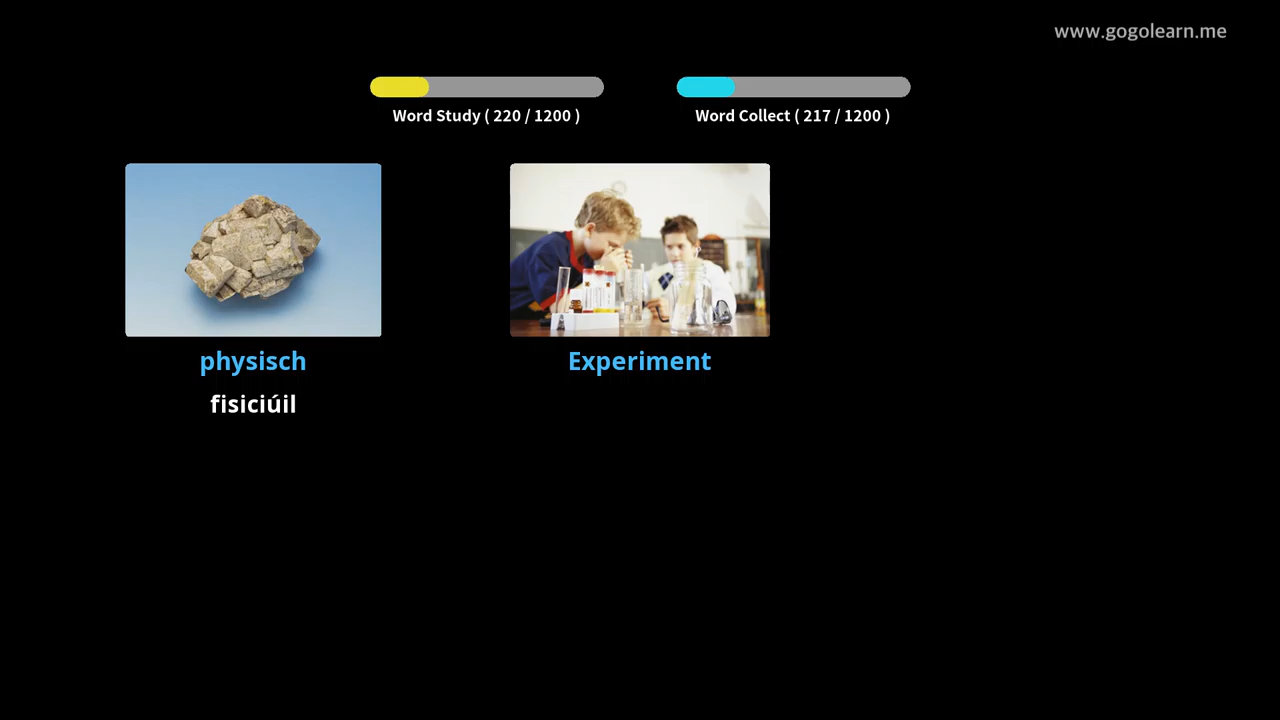 www.gogolearn.me
Word Study ( 220 / 1200 )
Word Collect ( 217 / 1200 )
physisch
Experiment
fisiciúil